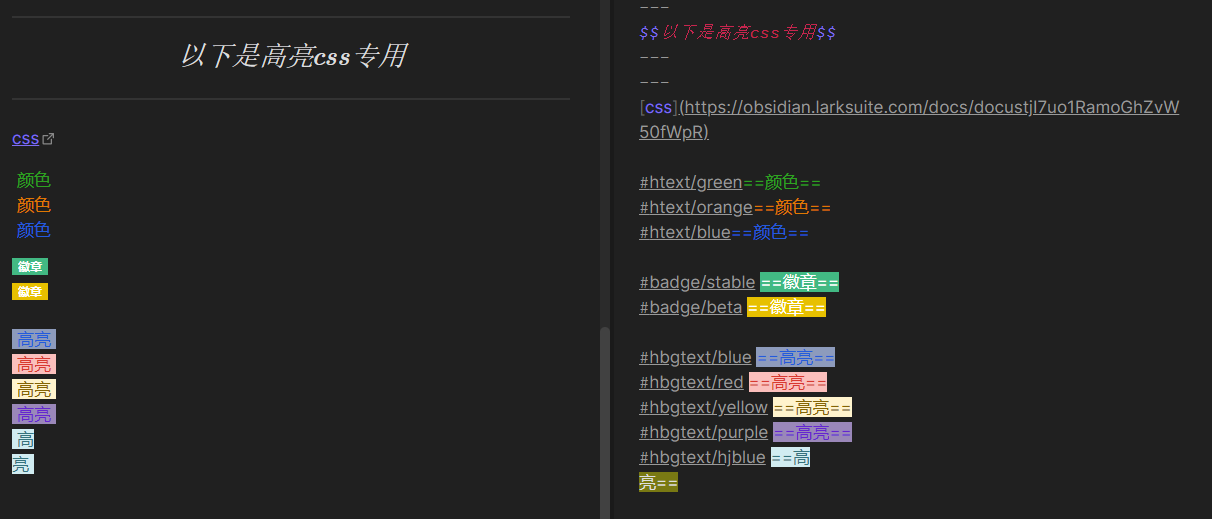 以下是高亮css专用
css
颜色
颜色
颜色
徽章
徽章
高亮
高亮
高亮
高亮
高
亮
---
$$以下是高亮css专用$$
---
---
[css](https://obsidian.larksuite.com/docs/docustjI7uo1RamoGhZvW
50fWpR)
#htext/green==颜色==
#htext/orange==颜色==
#htext/blue==颜色==
#badge/stable ==徽章==
#badge/beta ==徽章==
#hbgtext/blue ==高亮==
#hbgtext/red ==高亮==
#hbgtext/yellow ==高亮==
#hbgtext/purple ==高亮==
#hbgtext/hjblue ==高
亮==